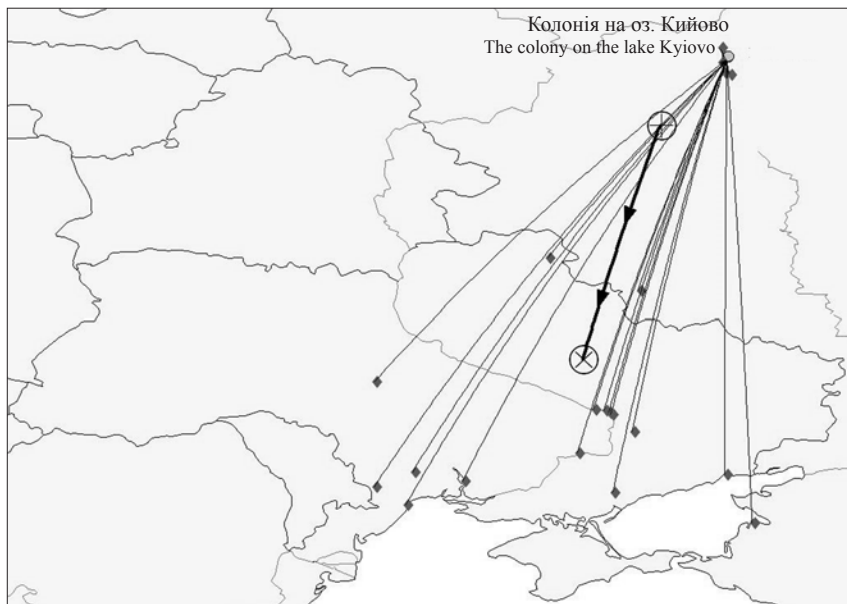 Колонія на оз. Кийово
The colony on the lake Kyiovo